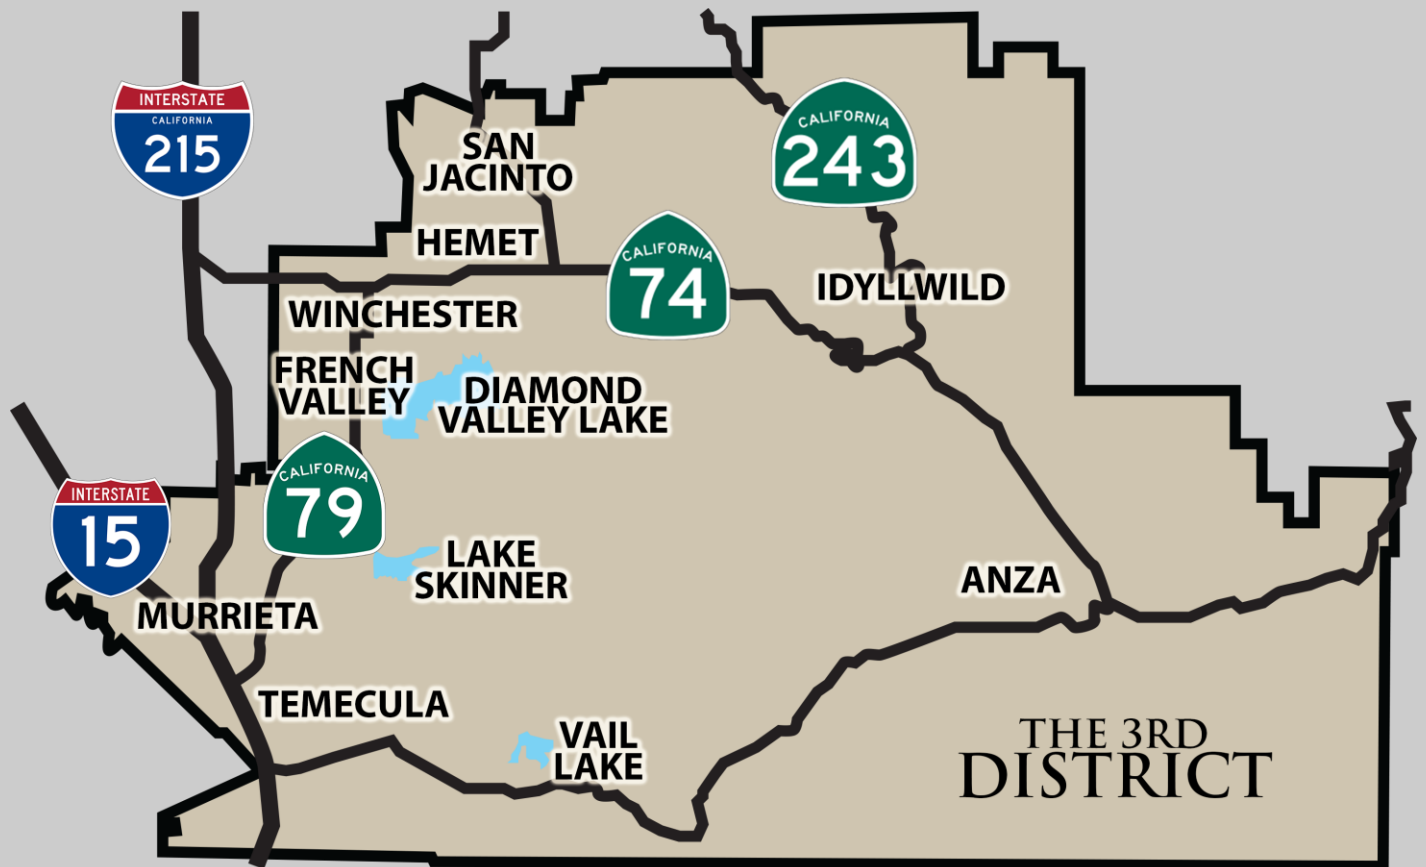 INTERSTATE
CALIFORNIA
215
SAN
JACINTO
CALIFORNIA
243
HEMET
CALIFORNIA
74
IDYLLWILD
WINCHESTER
FRENCH
VALLEY
DIAMOND
VALLEY LAKE
CALIFORNIA
79
INTERSTATE
15
LAKE
SKINNER
ANZA
MURRIETA
TEMECULA
VAIL
LAKE
THE 3RD
DISTRICT